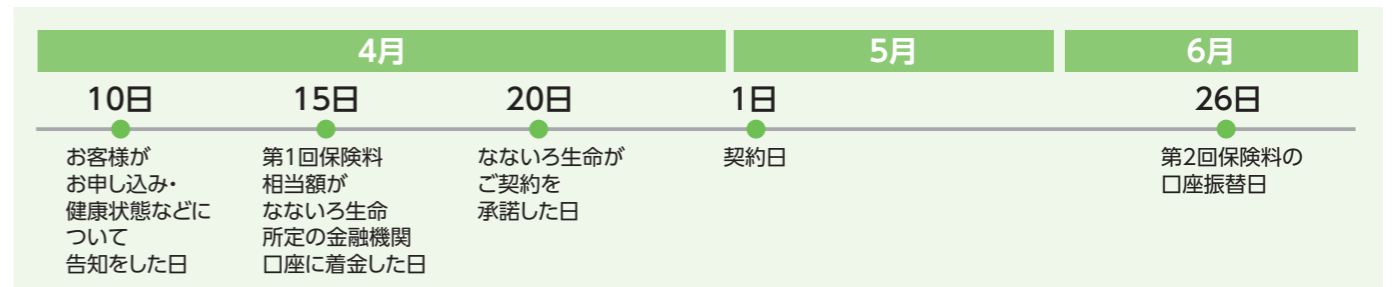 4月
5月
6月
10日
15日
20日
1日
26日
お客様が
お申し込み・
健康状態などに
ついて
告知をした日
第1回保険料
相当額が
なないろ生命
所定の金融機関
口座に着金した日
なないろ生命が
ご契約を
承諾した日
契約日
第2回保険料の
口座振替日